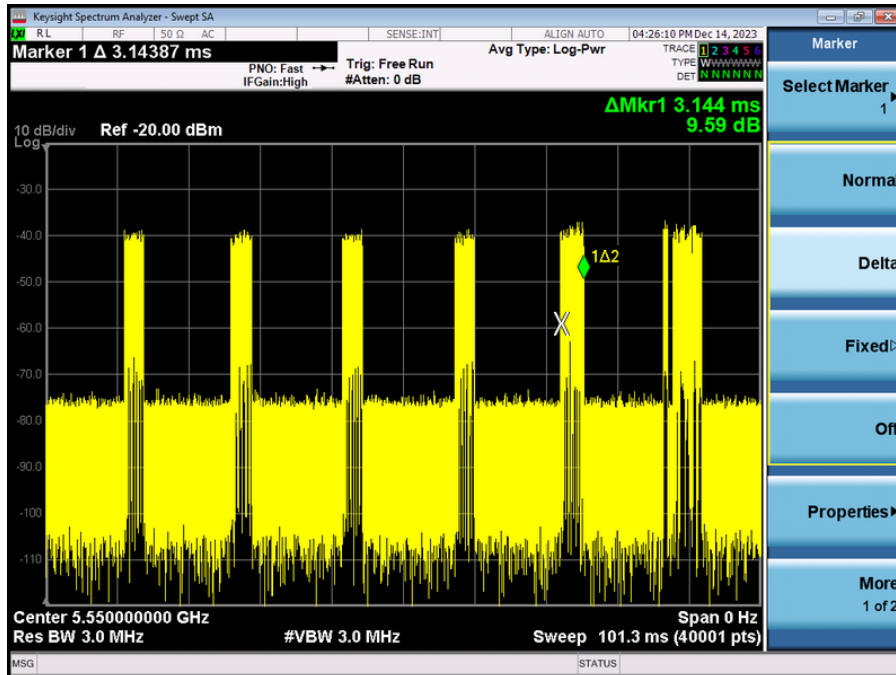 Keysight Spectrum Analyzer - Swept SA
LXI RL RF 50 Ω AC SENSE:INT ALIGN AUTO 04:26:10 PM Dec 14, 2023
Marker 1 Δ 3.14387 ms
PNO: Fast
IFGain:High
Trig: Free Run
#Atten: 0 dB
Avg Type: Log-Pwr
TRACE 1 2 3 4 5 6
TYPE WWWWWW
DET N N N N N N
ΔMkr1 3.144 ms
9.59 dB
10 dB/div Ref -20.00 dBm
Log
-30.0
-40.0
-50.0
-60.0
-70.0
-80.0
-90.0
-100
-110
1Δ2
X
Center 5.550000000 GHz Span 0 Hz
Res BW 3.0 MHz #VBW 3.0 MHz Sweep 101.3 ms (40001 pts)
MSG STATUS
Marker
Select Marker
1
Normal
Delta
Fixed
Off
Properties
More
1 of 2